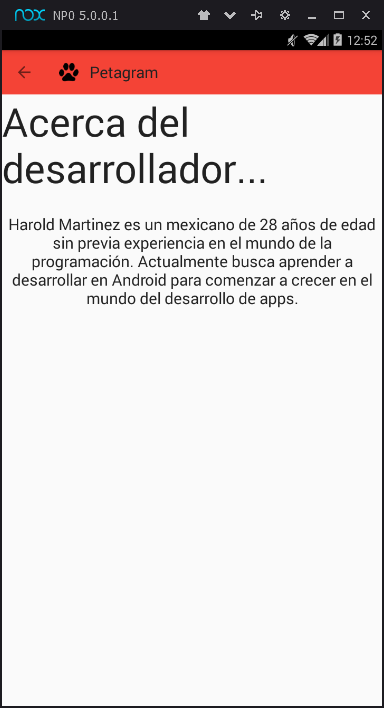 nox NP0 5.0.0.1
12:52
Petagram
Acerca del
desarrollador...
Harold Martinez es un mexicano de 28 años de edad
sin previa experiencia en el mundo de la
programación. Actualmente busca aprender a
desarrollar en Android para comenzar a crecer en el
mundo del desarrollo de apps.